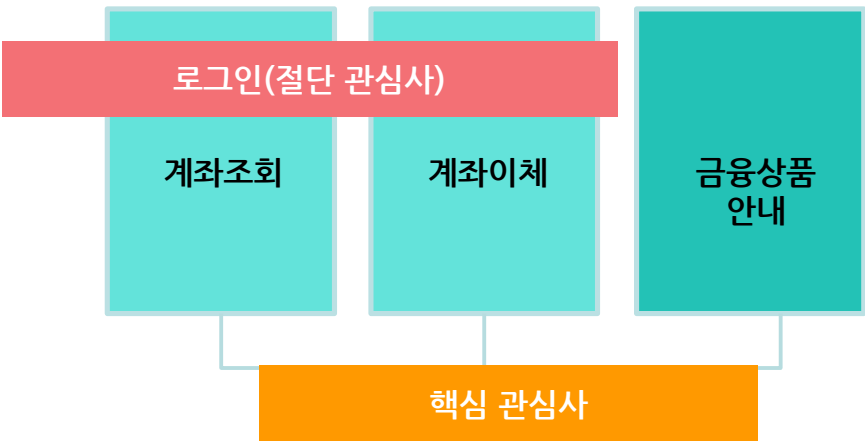 로그인(절단 관심사)
계좌조회
계좌이체
금융상품
안내
핵심 관심사